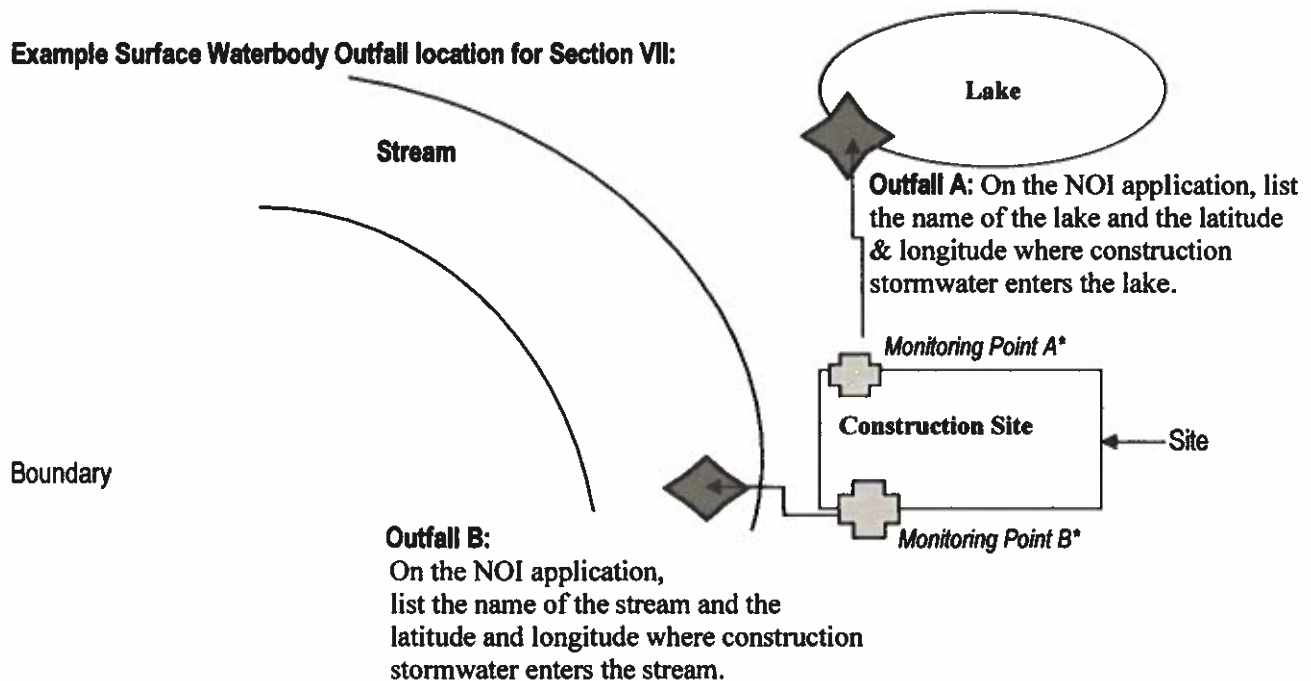 Example Surface Waterbody Outfall location for Section VII:
Lake
Stream
Outfall A: On the NOI application, list
the name of the lake and the latitude
& longitude where construction
stormwater enters the lake.
Monitoring Point A*
Construction Site
Site
Boundary
Monitoring Point B*
Outfall B:
On the NOI application,
list the name of the stream and the
latitude and longitude where construction
stormwater enters the stream.